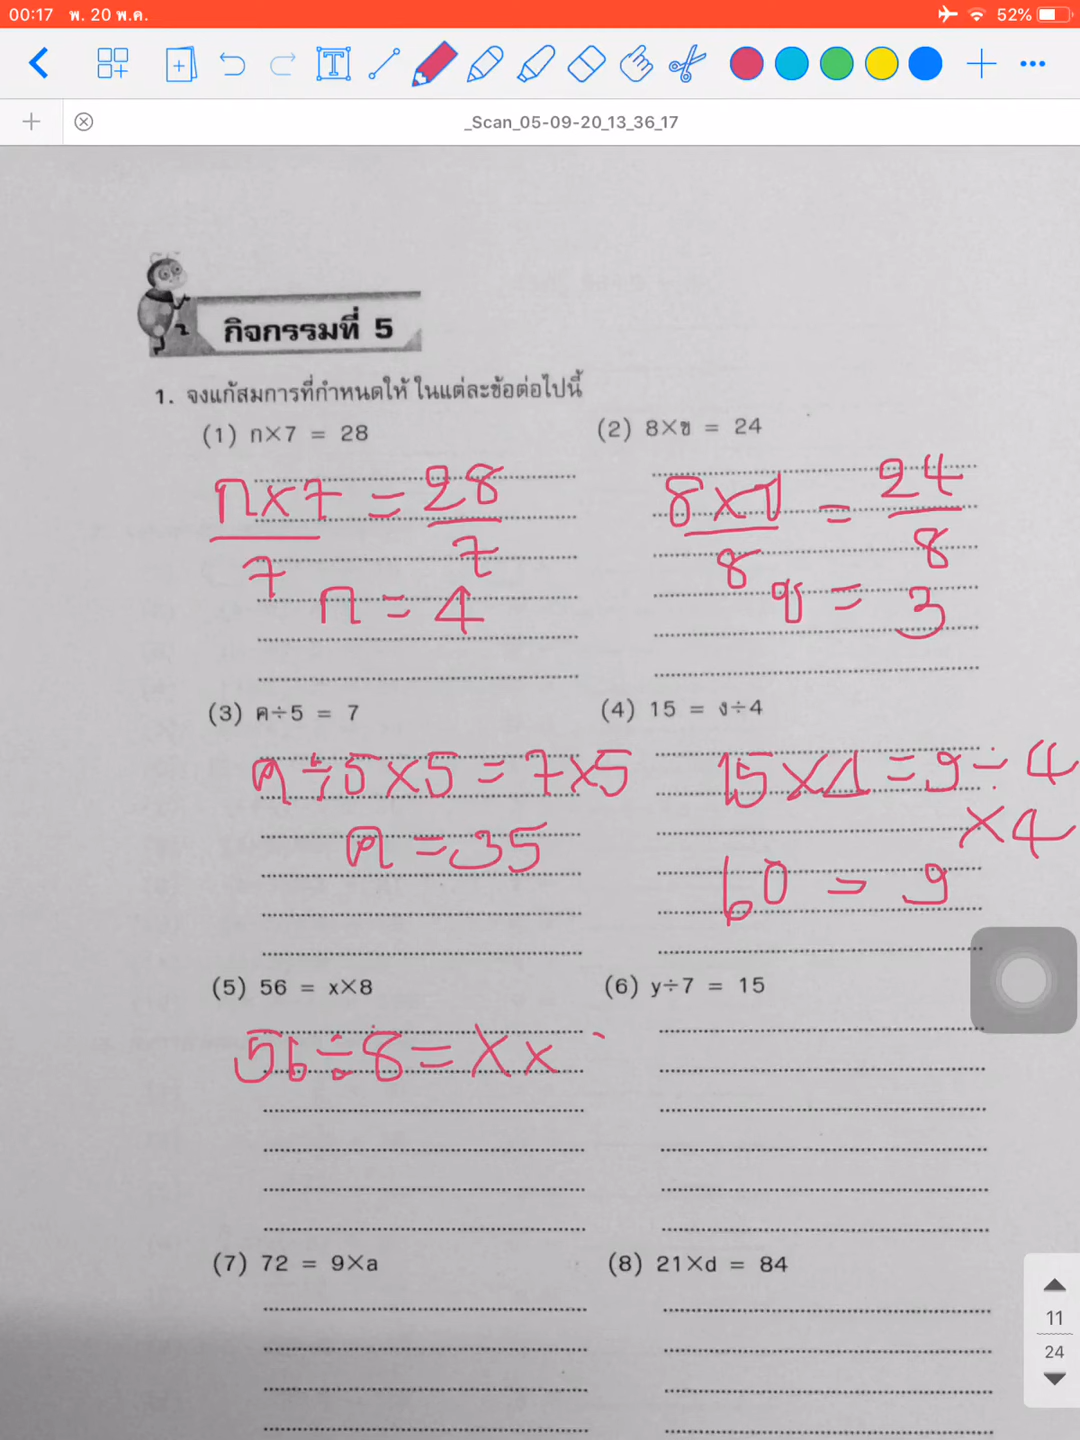 00:17 พ. 20 พ.ค. 52%
_Scan_05-09-20_13_36_17
กิจกรรมที่ 5
1. จงแก้สมการที่กำหนดให้ ในแต่ละข้อต่อไปนี้
(1) ก×7 = 28
(2) 8×ข = 24
ก×7 = 28
7 7
ก = 4
8×ข = 24
8 8
ข = 3
(3) ค÷5 = 7
(4) 15 = ง÷4
ค÷5×5 = 7×5
ค = 35
15×4 = ง÷4
×4
60 = ง
(5) 56 = x×8
(6) y÷7 = 15
56÷8 = X×
(7) 72 = 9×a
(8) 21×d = 84
11
24